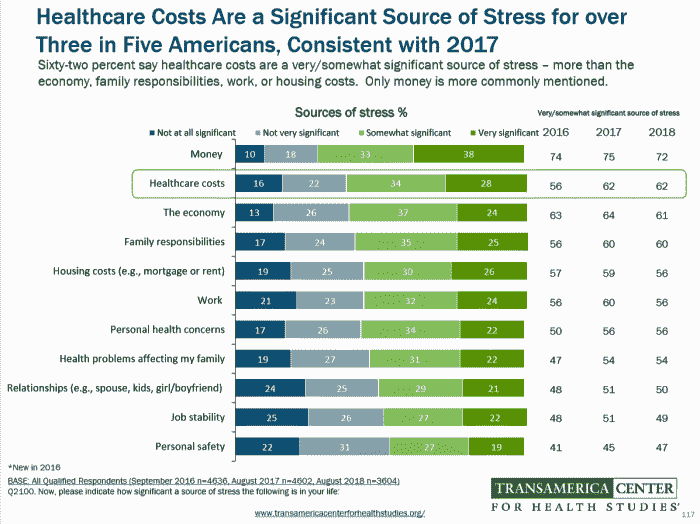 Healthcare Costs Are a Significant Source of Stress for over
Three in Five Americans, Consistent with 2017
Sixty-two percent say healthcare costs are a very/somewhat significant source of stress – more than the
economy, family responsibilities, work, or housing costs. Only money is more commonly mentioned.
Sources of stress % Very/somewhat significant source of stress
Not at all significant Not very significant Somewhat significant Very significant 2016 2017 2018
Money 10 18 33 38 74 75 72
Healthcare costs 16 22 34 28 56 62 62
The economy 13 26 37 24 63 64 61
Family responsibilities 17 24 35 25 56 60 60
Housing costs (e.g., mortgage or rent) 19 25 30 26 57 59 56
Work 21 23 32 24 56 60 56
Personal health concerns 17 26 34 22 50 56 56
Health problems affecting my family 19 27 31 22 47 54 54
Relationships (e.g., spouse, kids, girl/boyfriend) 24 25 29 21 48 51 50
Job stability 25 26 27 22 48 51 49
Personal safety 22 31 27 19 41 45 47
*New in 2016
BASE: All Qualified Respondents (September 2016 n=4636, August 2017 n=4602, August 2018 n=3604)
Q2100. Now, please indicate how significant a source of stress the following is in your life:
TRANSAMERICA CENTER
FOR HEALTH STUDIES®
www.transamericacenterforhealthstudies.org/
117